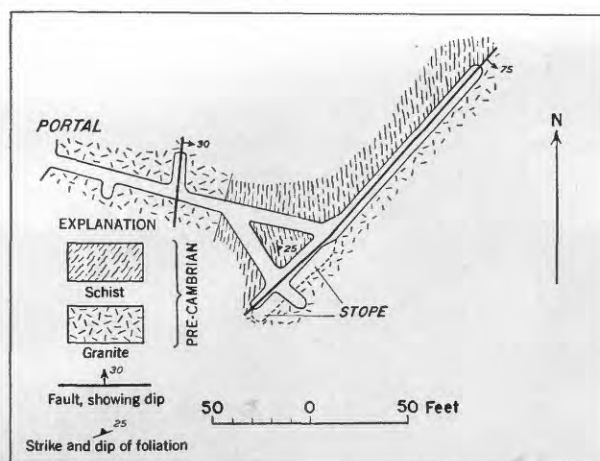 75
N
PORTAL
30
EXPLANATION
25
Schist
PRE-CAMBRIAN
STOPE
Granite
30
Fault, showing dip
50 0 50 Feet
25
Strike and dip of foliation